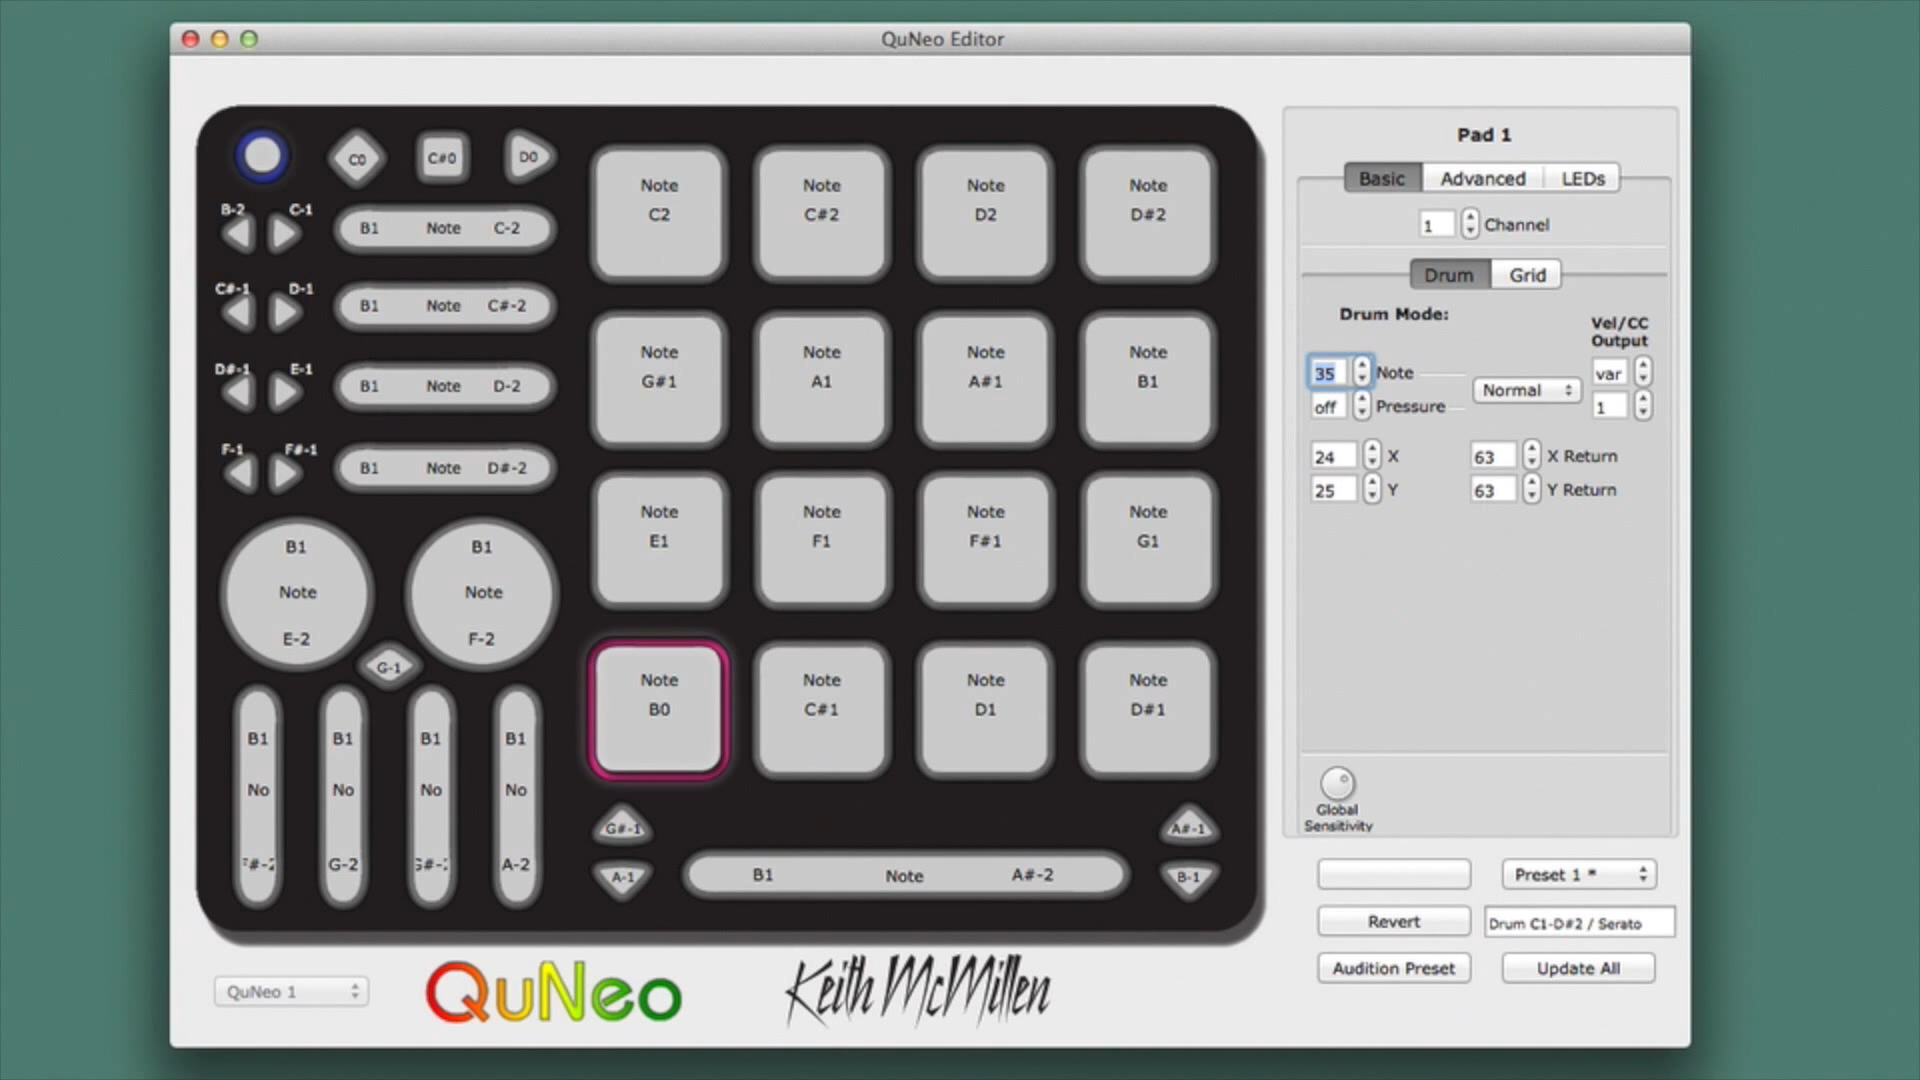 QuNeo Editor
C0 C#0 D0
B-2 C-1
B1 Note C-2
C#-1 D-1
B1 Note C#-2
D#-1 E-1
B1 Note D-2
F-1 F#-1
B1 Note D#-2
B1 Note E-2
B1 Note F-2
G-1
B1 No
B1 No G-2
B1 No
B1 No A-2
Note C2
Note C#2
Note D2
Note D#2
Note G#1
Note A1
Note A#1
Note B1
Note E1
Note F1
Note F#1
Note G1
Note B0
Note C#1
Note D1
Note D#1
G#-1
A-1
B1 Note A#-2
A#-1
B-1
QuNeo 1
QuNeo
Keith McMillen
Pad 1
Basic Advanced LEDs
1 Channel
Drum Grid
Drum Mode:
Vel/CC
Output
35 Note Normal var
off Pressure 1
24 X 63 X Return
25 Y 63 Y Return
Global
Sensitivity
Preset 1 *
Revert Drum C1-D#2 / Serato
Audition Preset Update All